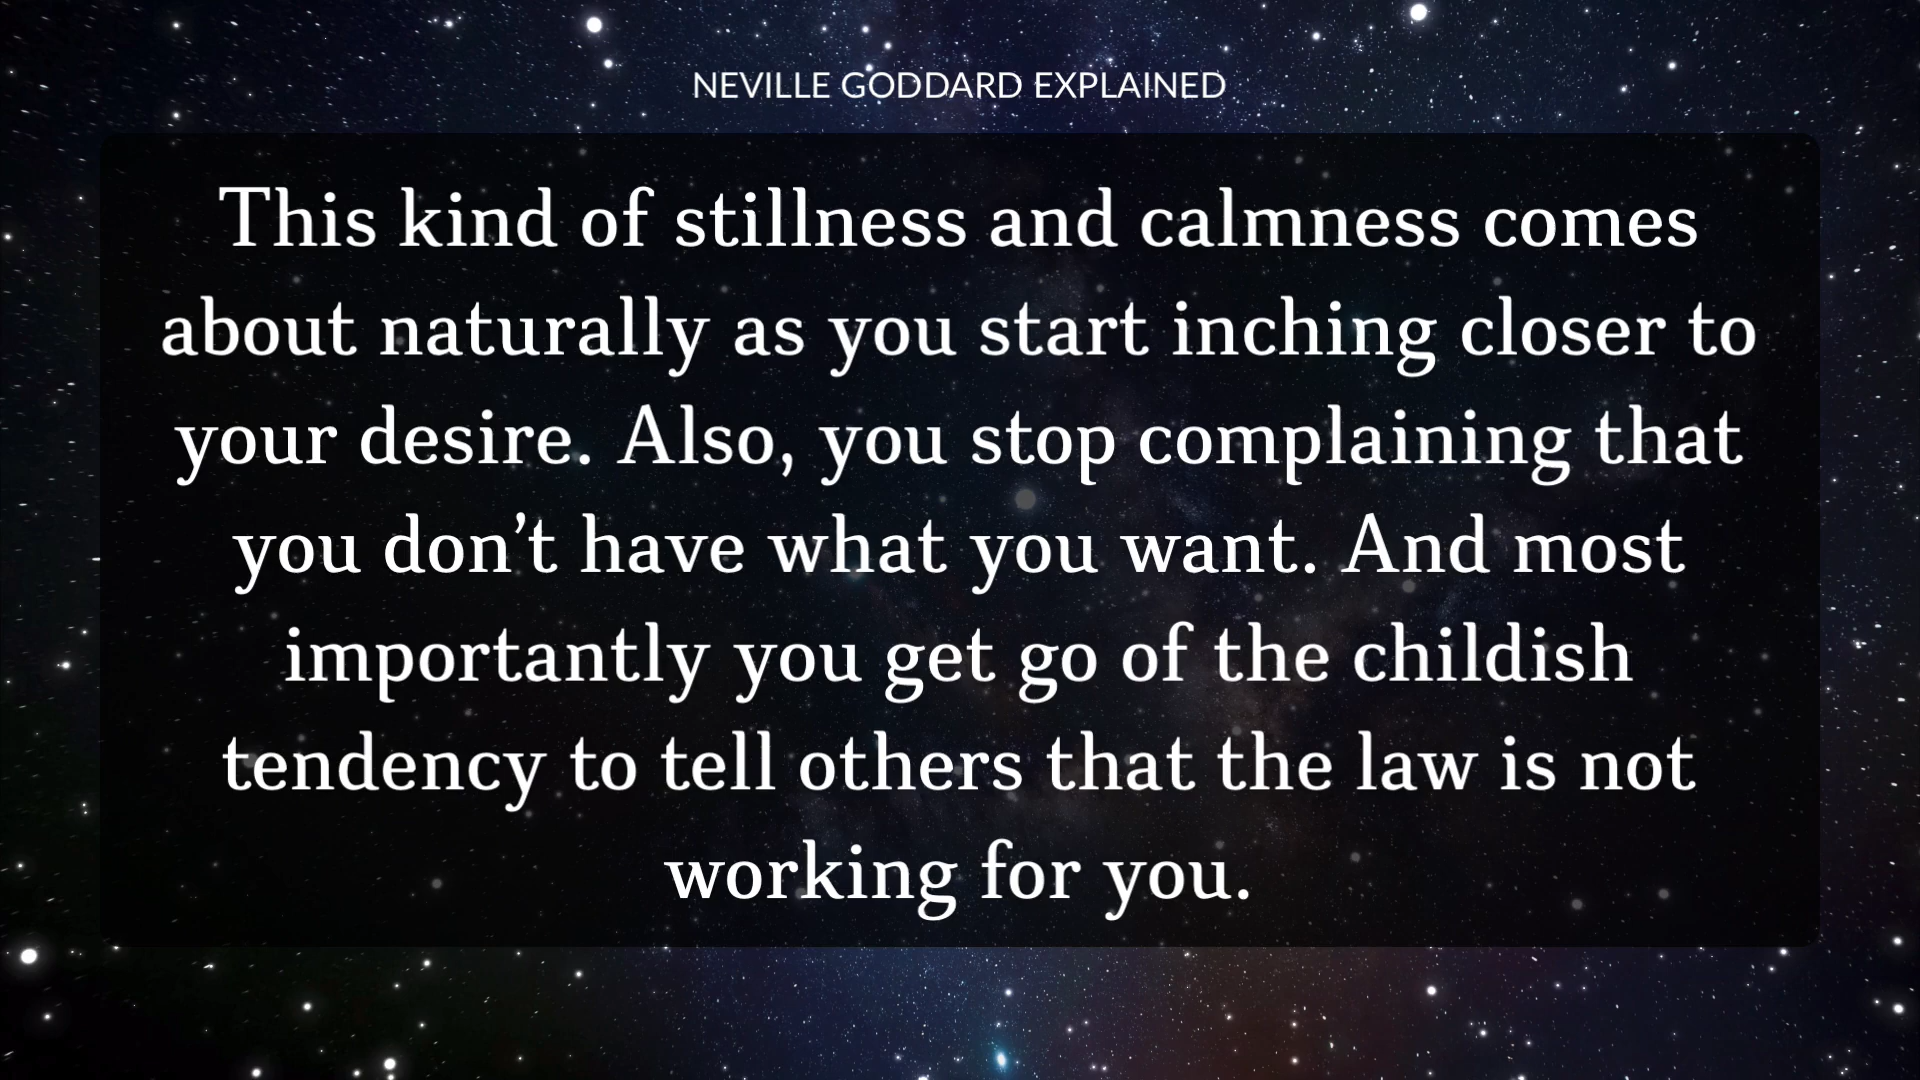 NEVILLE GODDARD EXPLAINED
This kind of stillness and calmness comes
about naturally as you start inching closer to
your desire. Also, you stop complaining that
you don’t have what you want. And most
importantly you get go of the childish
tendency to tell others that the law is not
working for you.